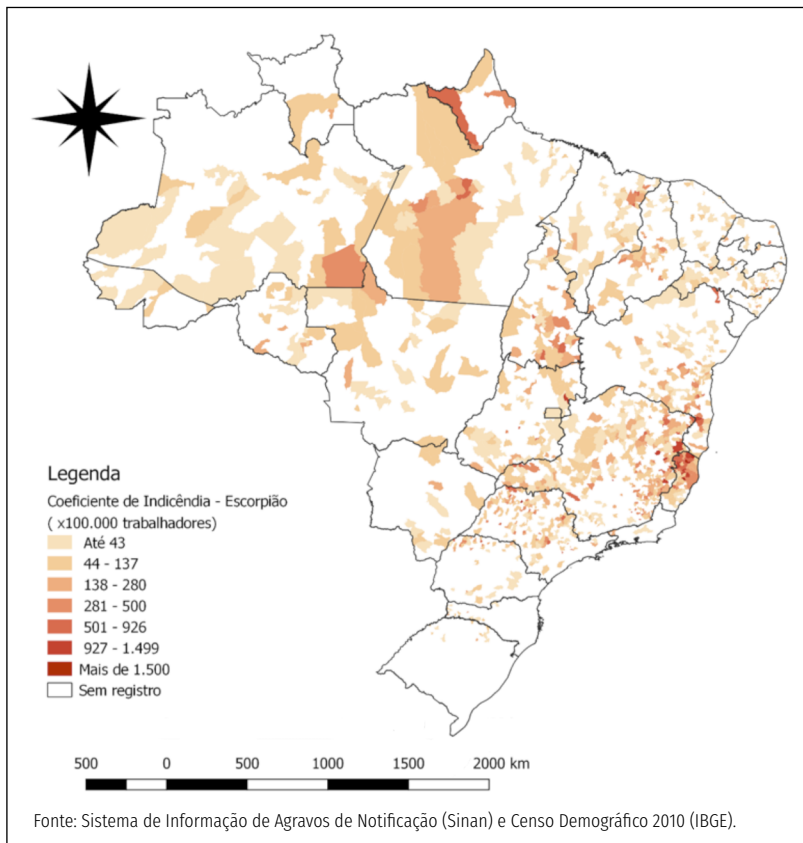 Legenda
Coeficiente de Indicêndia - Escorpião
( x100.000 trabalhadores)
Até 43
44 - 137
138 - 280
281 - 500
501 - 926
927 - 1.499
Mais de 1.500
Sem registro
500 0 500 1000 1500 2000 km
Fonte: Sistema de Informação de Agravos de Notificação (Sinan) e Censo Demográfico 2010 (IBGE).